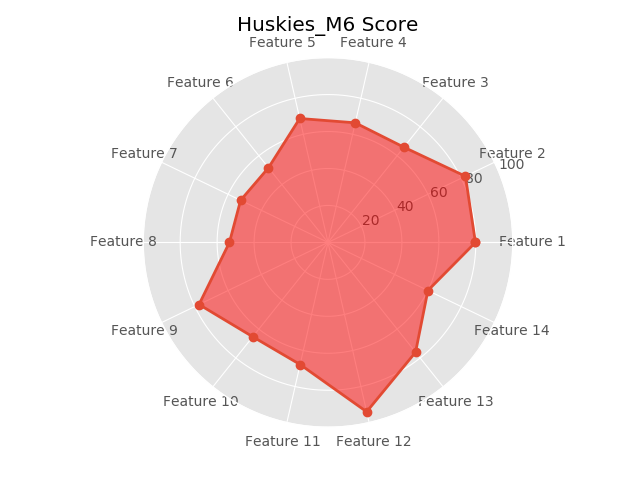 Huskies_M6 Score
Feature 5
Feature 4
Feature 6
Feature 3
Feature 7
Feature 2
100
80
60
40
20
Feature 8
Feature 1
Feature 9
Feature 14
Feature 10
Feature 13
Feature 11
Feature 12